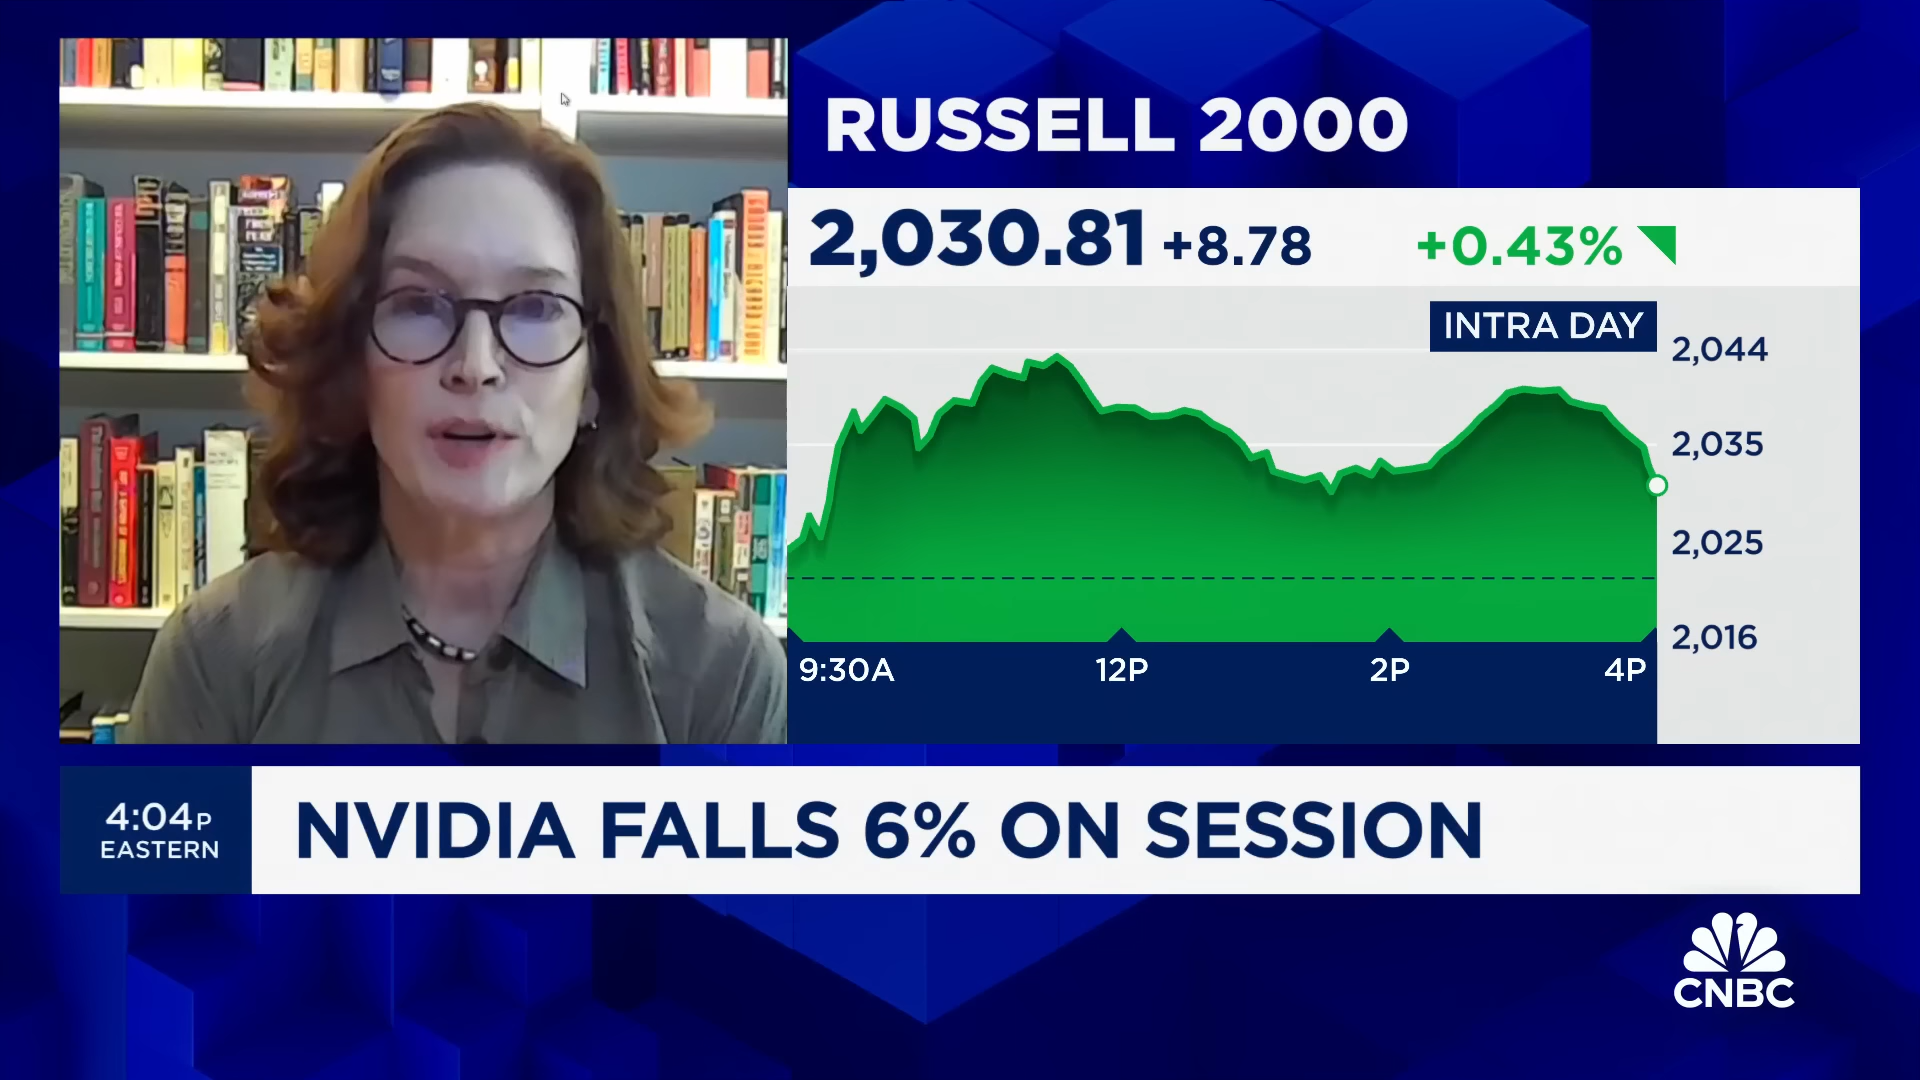 RUSSELL 2000
2,030.81 +8.78 +0.43%
INTRA DAY
2,044
2,035
2,025
2,016
9:30A 12P 2P 4P
4:04P
EASTERN
NVIDIA FALLS 6% ON SESSION
CNBC